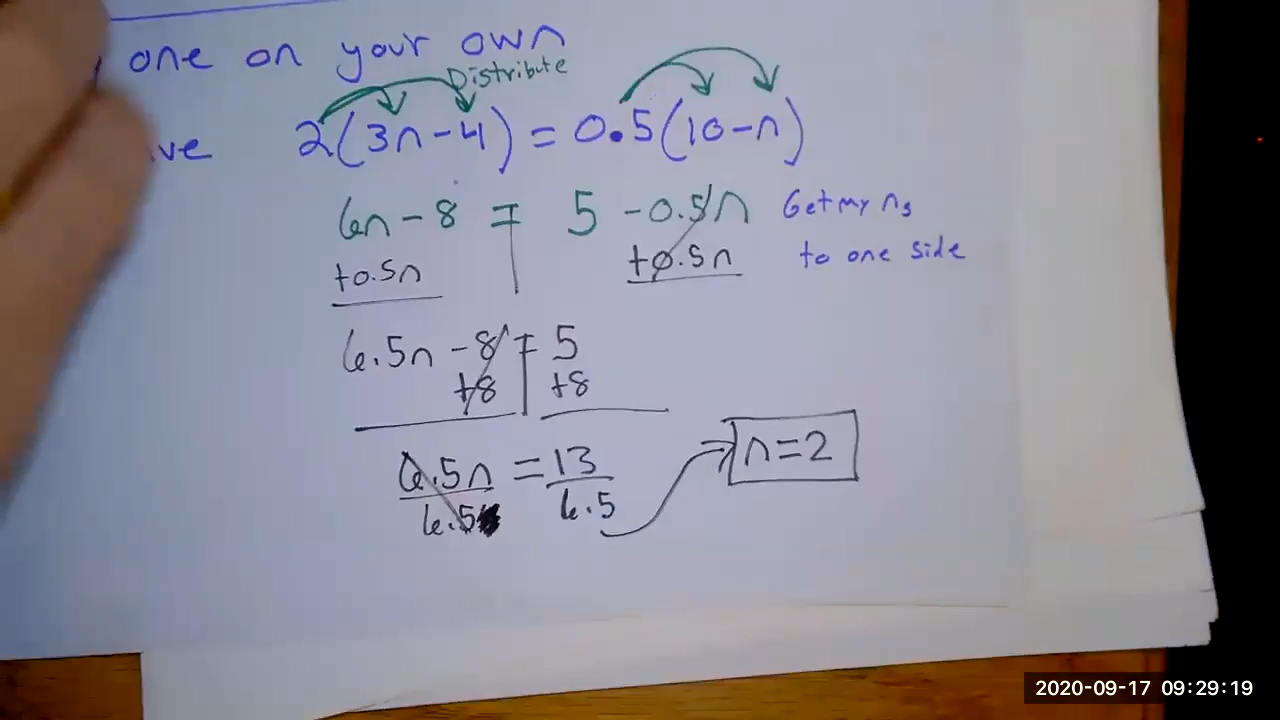 one on your own
Distribute
2(3n-4) = 0.5(10-n)
6n - 8 = 5 - 0.5n Get my ns
+0.5n +0.5n to one side
6.5n - 8 = 5
+8 +8
6.5n = 13
6.5 6.5
n=2
2020-09-17 09:29:19